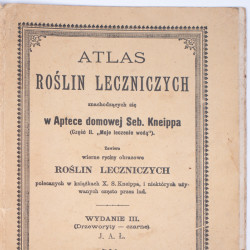 ATLAS
ROŚLIN LECZNICZYCH
znachodzących się
w Aptece domowej Seb. Kneippa
(Część II. „Moje leczenie wodą").
Zawiera
wierne ryciny obrazowe
ROŚLIN LECZNICZYCH
polecanych w książkach X. S. Kneippa, i niektórych uży-
wanych często przez lud.
WYDANIE III.
(Drzeworyty — czarne)
J. A. L.